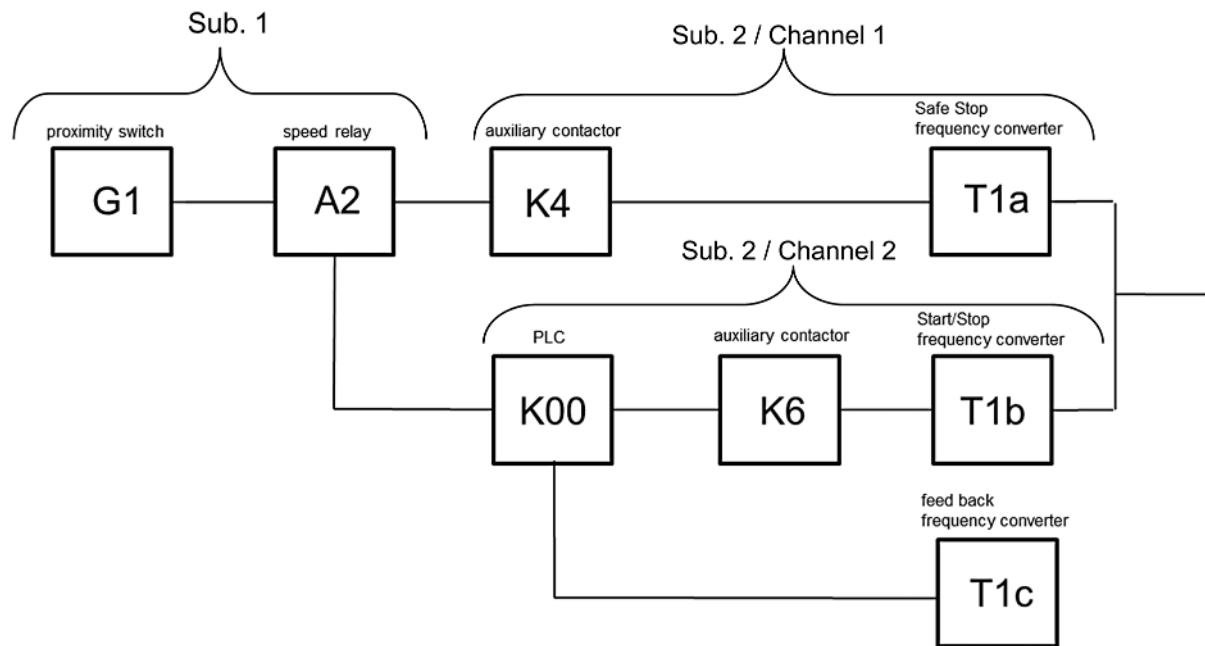 Sub. 1
Sub. 2 / Channel 1
proximity switch
speed relay
auxiliary contactor
Safe Stop
frequency converter
G1
A2
K4
T1a
Sub. 2 / Channel 2
PLC
auxiliary contactor
Start/Stop
frequency converter
K00
K6
T1b
feed back
frequency converter
T1c